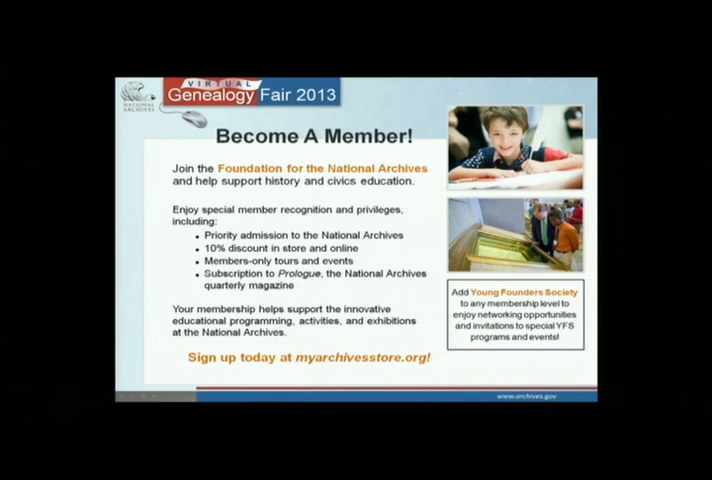 VIRTUAL
Genealogy Fair 2013
NATIONAL
ARCHIVES
Become A Member!
Join the Foundation for the National Archives
and help support history and civics education.
Enjoy special member recognition and privileges,
including:
• Priority admission to the National Archives
• 10% discount in store and online
• Members-only tours and events
• Subscription to Prologue, the National Archives
quarterly magazine
Your membership helps support the innovative
educational programming, activities, and exhibitions
at the National Archives.
Sign up today at myarchivesstore.org!
Add Young Founders Society
to any membership level to
enjoy networking opportunities
and invitations to special YFS
programs and events!
www.archives.gov